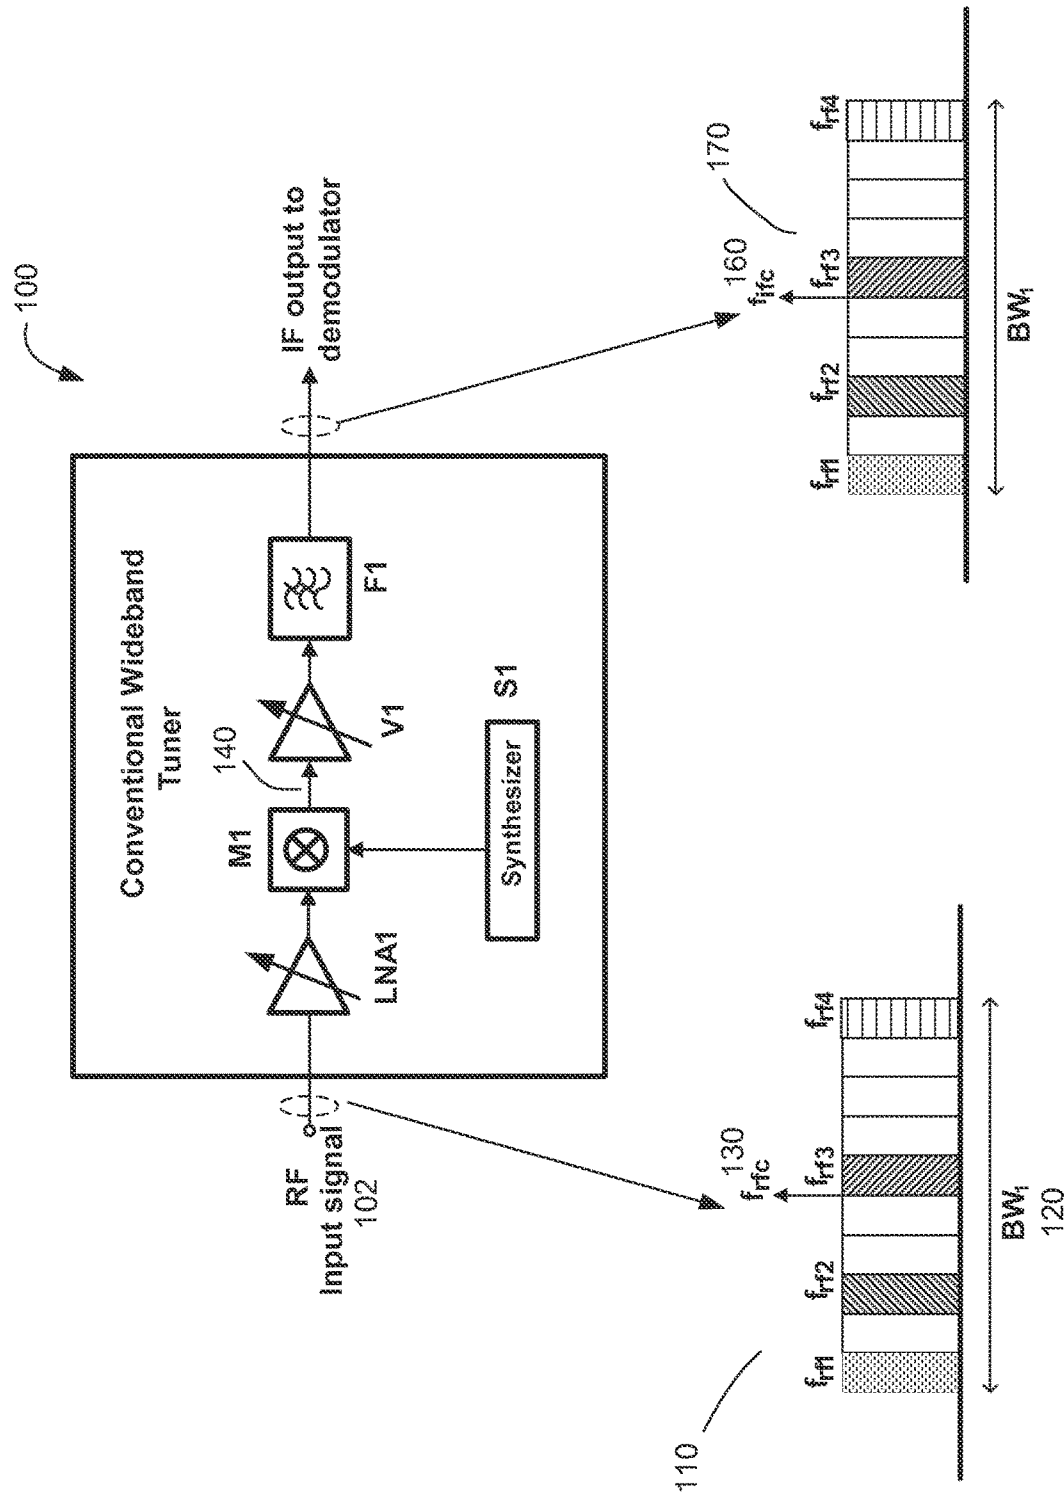 100
Conventional Wideband
Tuner
RF
Input signal
102
LNA1
M1
140
V1
F1
IF output to
demodulator
Synthesizer
S1
110
f_rf1
f_rf2
f_rfc
130
f_rf3
f_rf4
BW_1
120
f_rf1
f_rf2
f_ifc
160
f_rf3
170
f_rf4
BW_1